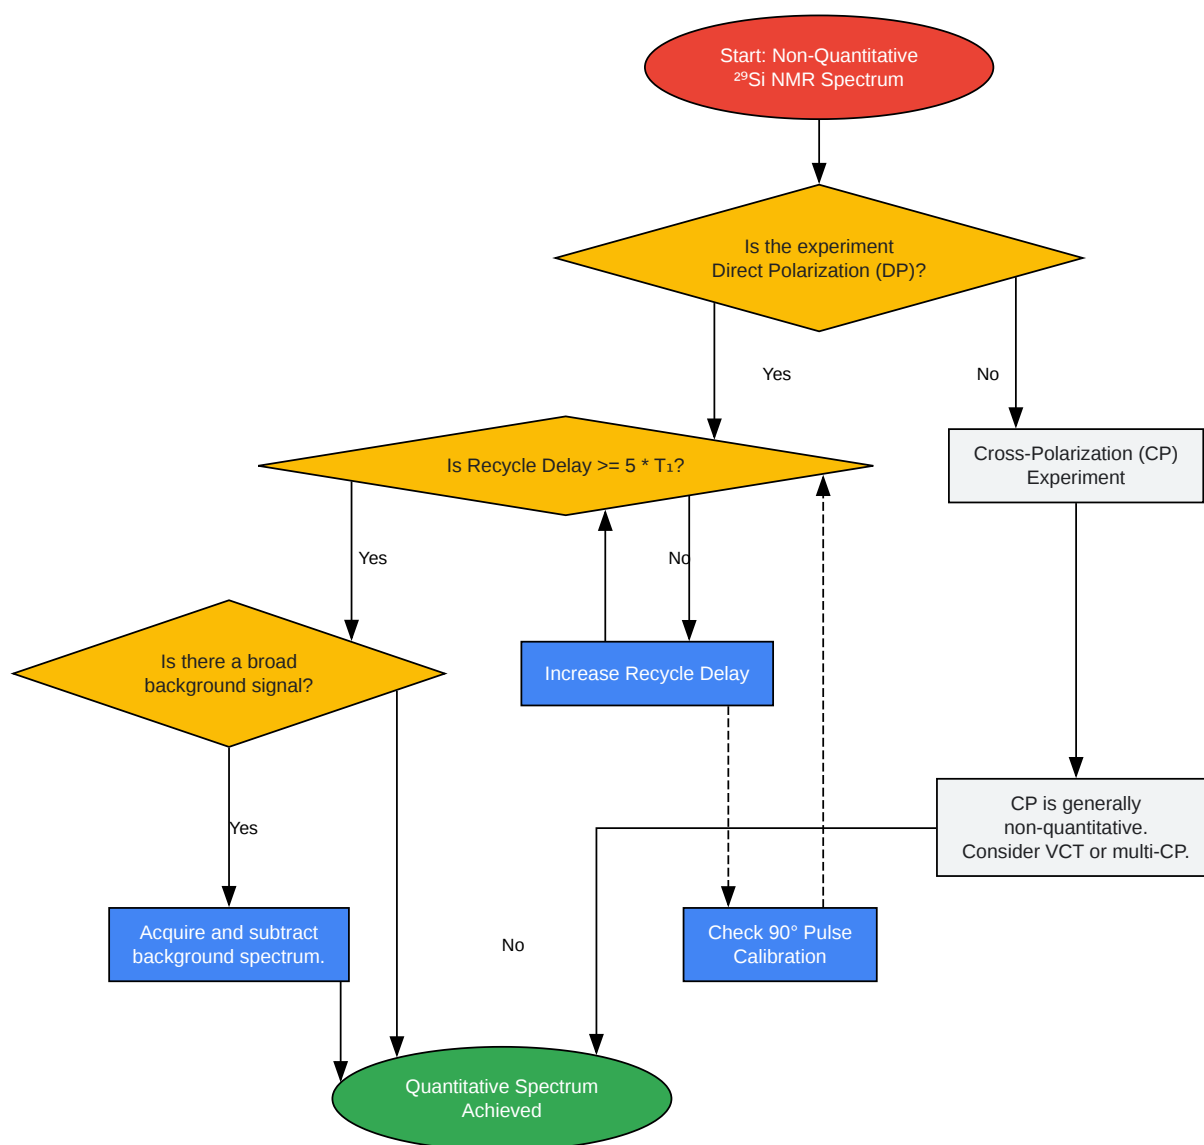 Start: Non-Quantitative
²⁹Si NMR Spectrum
Is the experiment
Direct Polarization (DP)?
Yes
No
Is Recycle Delay >= 5 * T₁?
Cross-Polarization (CP)
Experiment
Yes
No
Is there a broad
background signal?
Increase Recycle Delay
Yes
CP is generally
non-quantitative.
Consider VCT or multi-CP.
Acquire and subtract
background spectrum.
No
Check 90° Pulse
Calibration
Quantitative Spectrum
Achieved